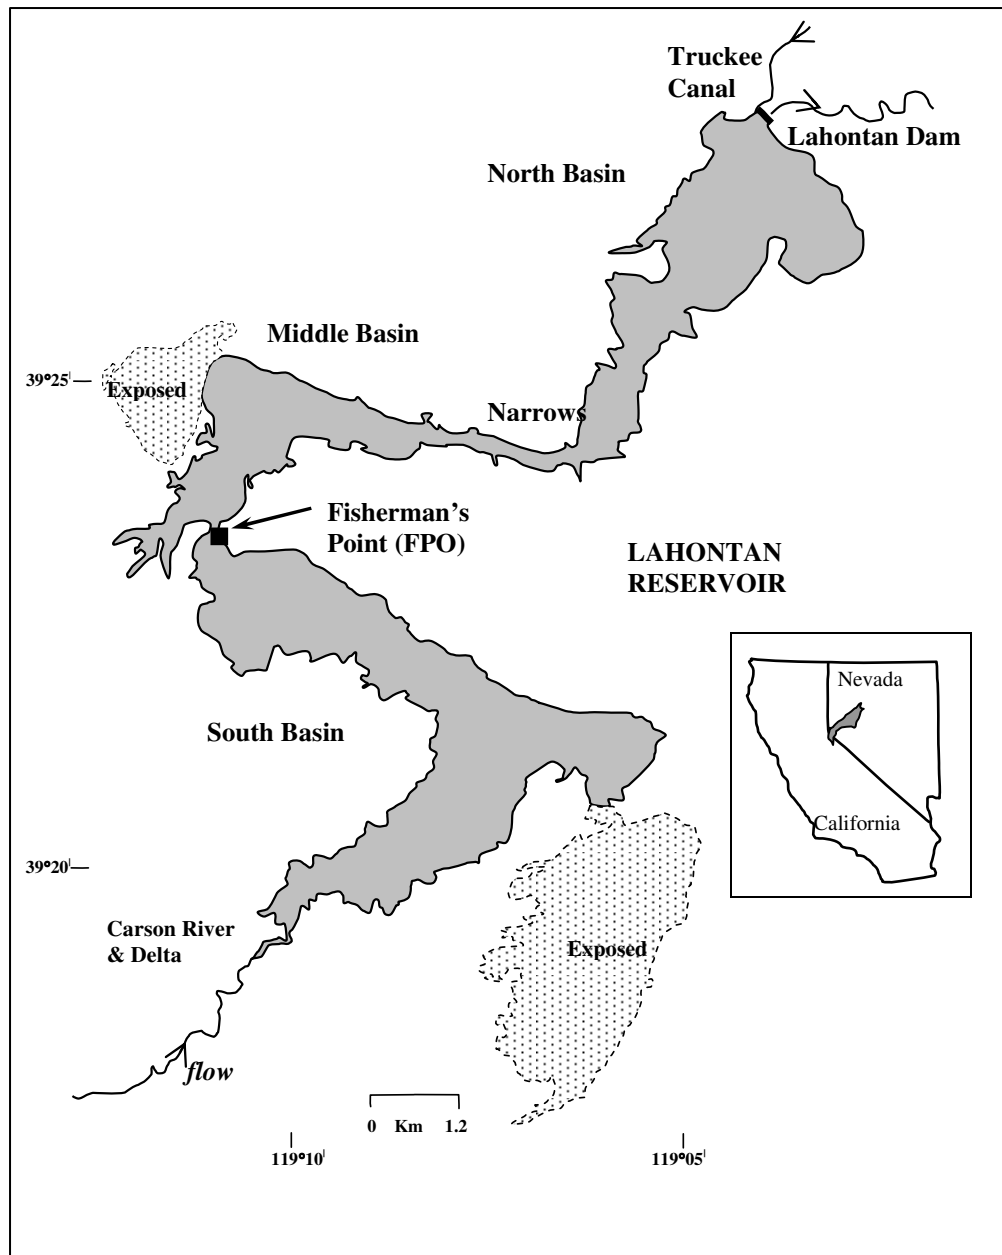 Truckee
Canal
Lahontan Dam
North Basin
Middle Basin
39°25'
Exposed
Narrows
Fisherman's
Point (FPO)
LAHONTAN
RESERVOIR
Nevada
South Basin
California
39°20'
Carson River
& Delta
Exposed
flow
0 Km 1.2
119°10' 119°05'